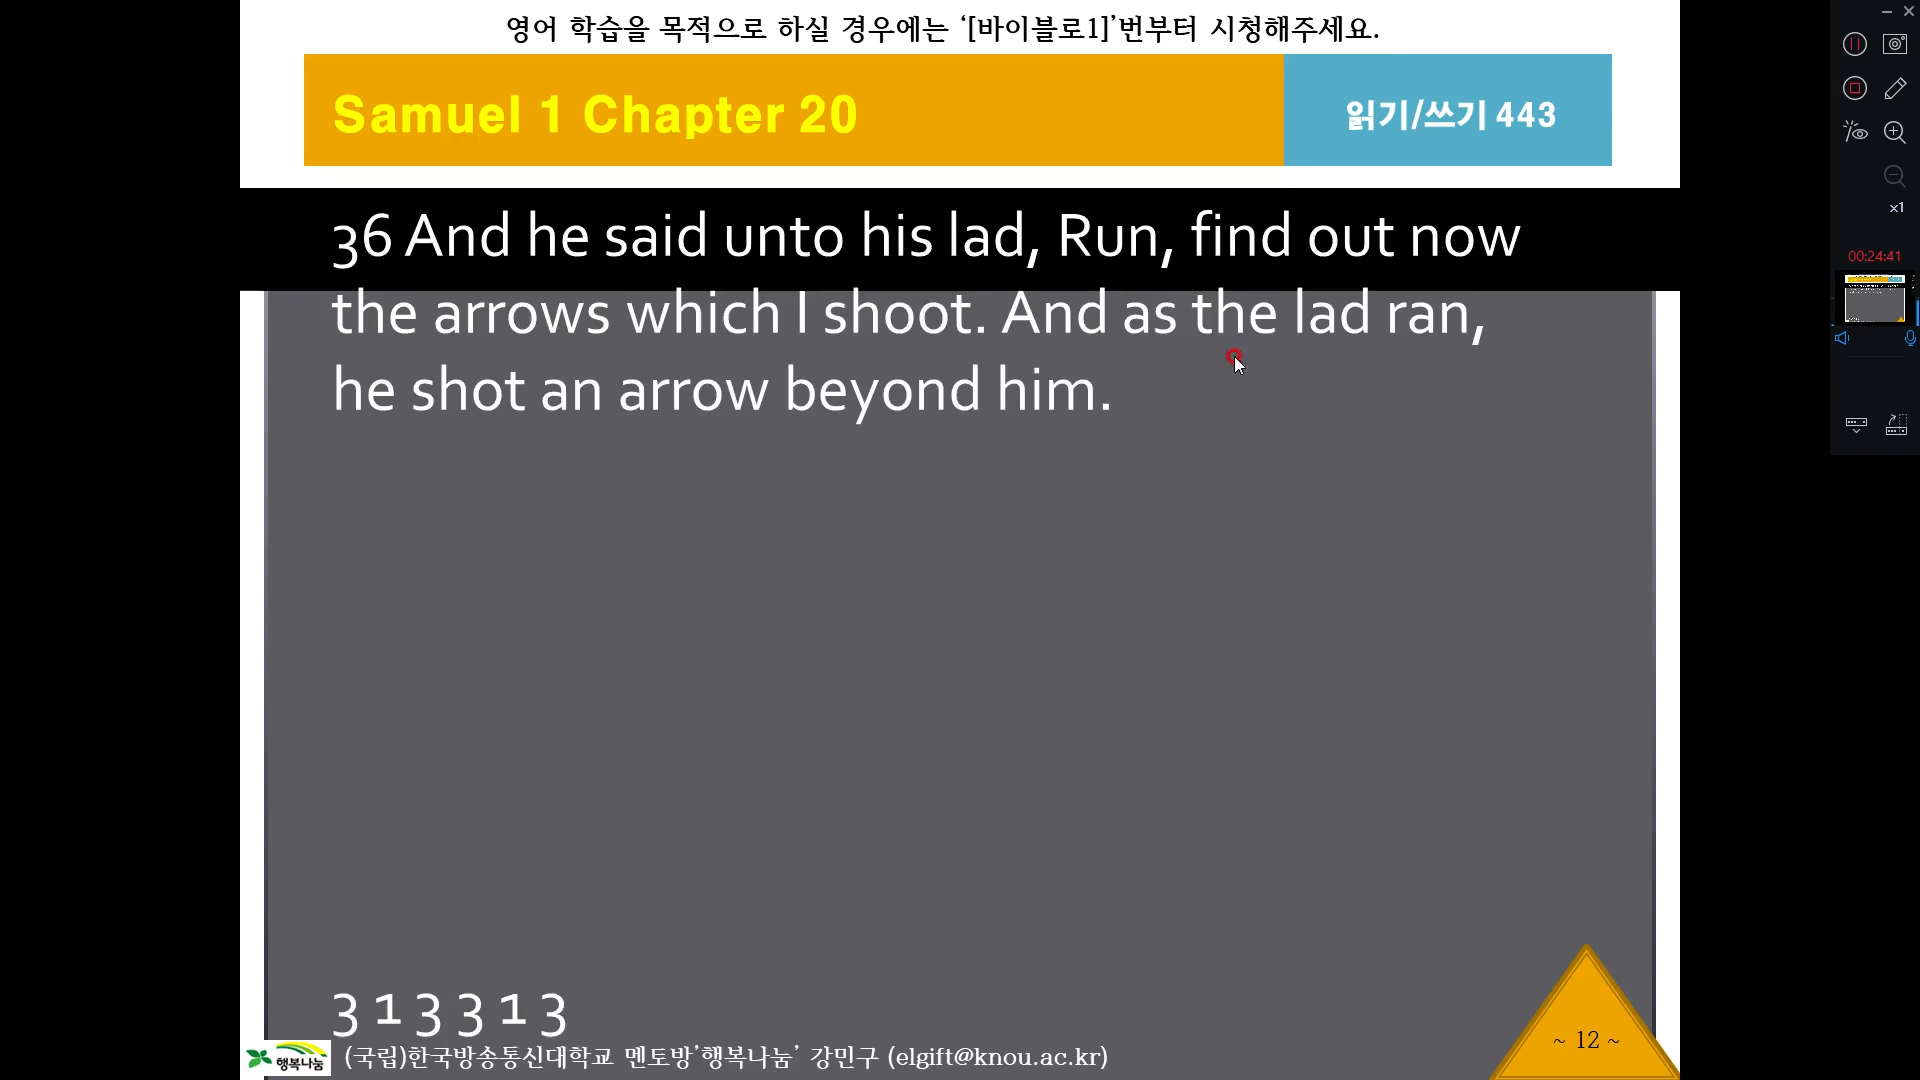 영어 학습을 목적으로 하실 경우에는 ‘[바이블로1]’번부터 시청해주세요.
Samuel 1 Chapter 20
읽기/쓰기 443
36 And he said unto his lad, Run, find out now
the arrows which I shoot. And as the lad ran,
he shot an arrow beyond him.
x1
00:24:41
3 1 3 3 1 3
~ 12 ~
행복나눔
(국립)한국방송통신대학교 멘토방’행복나눔’ 강민구 (elgift@knou.ac.kr)